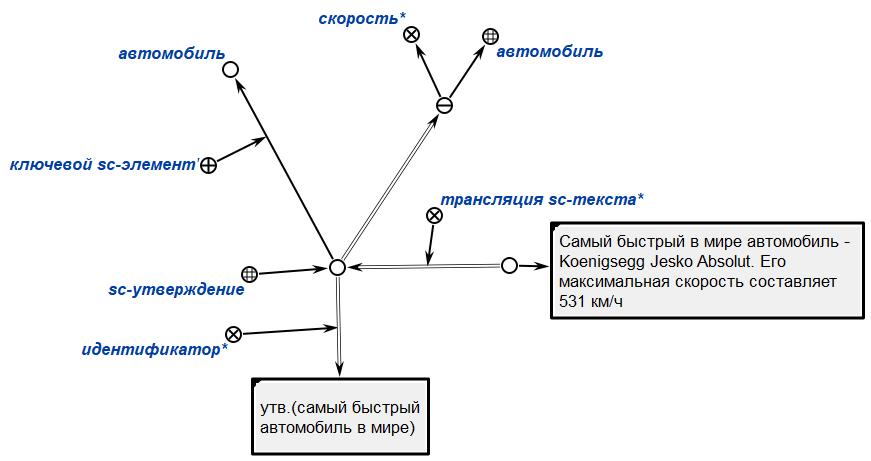 скорость*
автомобиль
автомобиль
ключевой sc-элемент'
трансляция sc-текста*
Самый быстрый в мире автомобиль -
Koenigsegg Jesko Absolut. Его
максимальная скорость составляет
531 км/ч
sc-утверждение
идентификатор*
утв.(самый быстрый
автомобиль в мире)